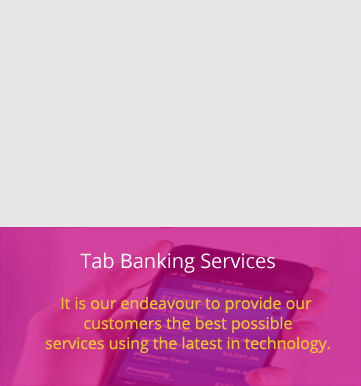 Tab Banking Services
It is our endeavour to provide our
customers the best possible
services using the latest in technology.